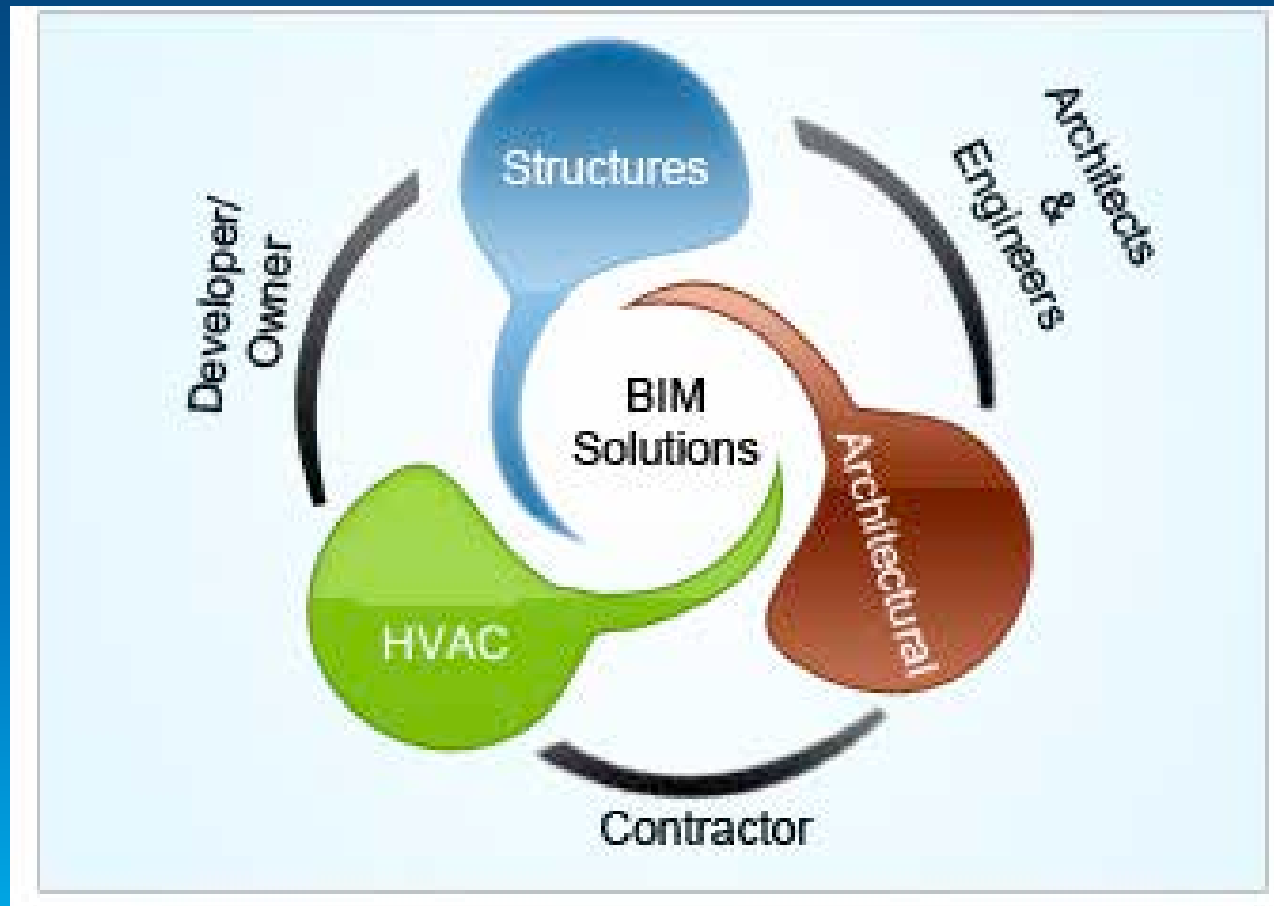 Structures
Architects
&
Engineers
Developer/
Owner
BIM
Solutions
Architectural
HVAC
Contractor